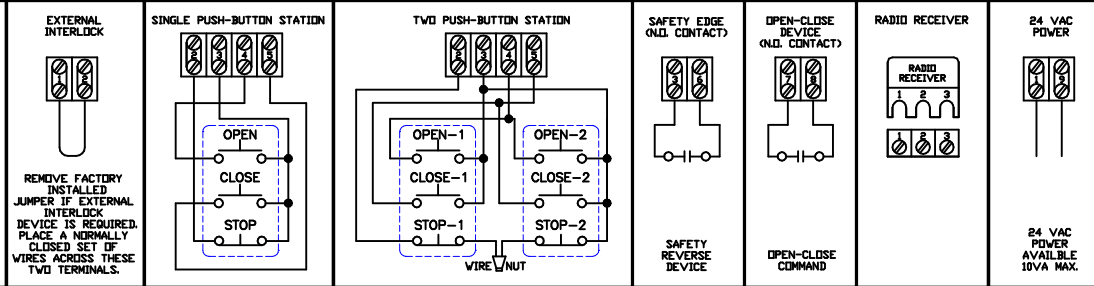 EXTERNAL
INTERLOCK
1 2
REMOVE FACTORY
INSTALLED
JUMPER IF EXTERNAL
INTERLOCK
DEVICE IS REQUIRED.
PLACE A NORMALLY
CLOSED SET OF
WIRES ACROSS THESE
TWO TERMINALS.
SINGLE PUSH-BUTTON STATION
2 3 4 5
OPEN
CLOSE
STOP
TWO PUSH-BUTTON STATION
2 3 4 5
OPEN-1
OPEN-2
CLOSE-1
CLOSE-2
STOP-1
STOP-2
WIRE NUT
SAFETY EDGE
(N.O. CONTACT)
3 6
SAFETY
REVERSE
DEVICE
OPEN-CLOSE
DEVICE
(N.O. CONTACT)
7 8
OPEN-CLOSE
COMMAND
RADIO RECEIVER
RADIO
RECEIVER
1 2 3
1 2 3
24 VAC
POWER
1 9
24 VAC
POWER
AVAILBLE
10VA MAX.